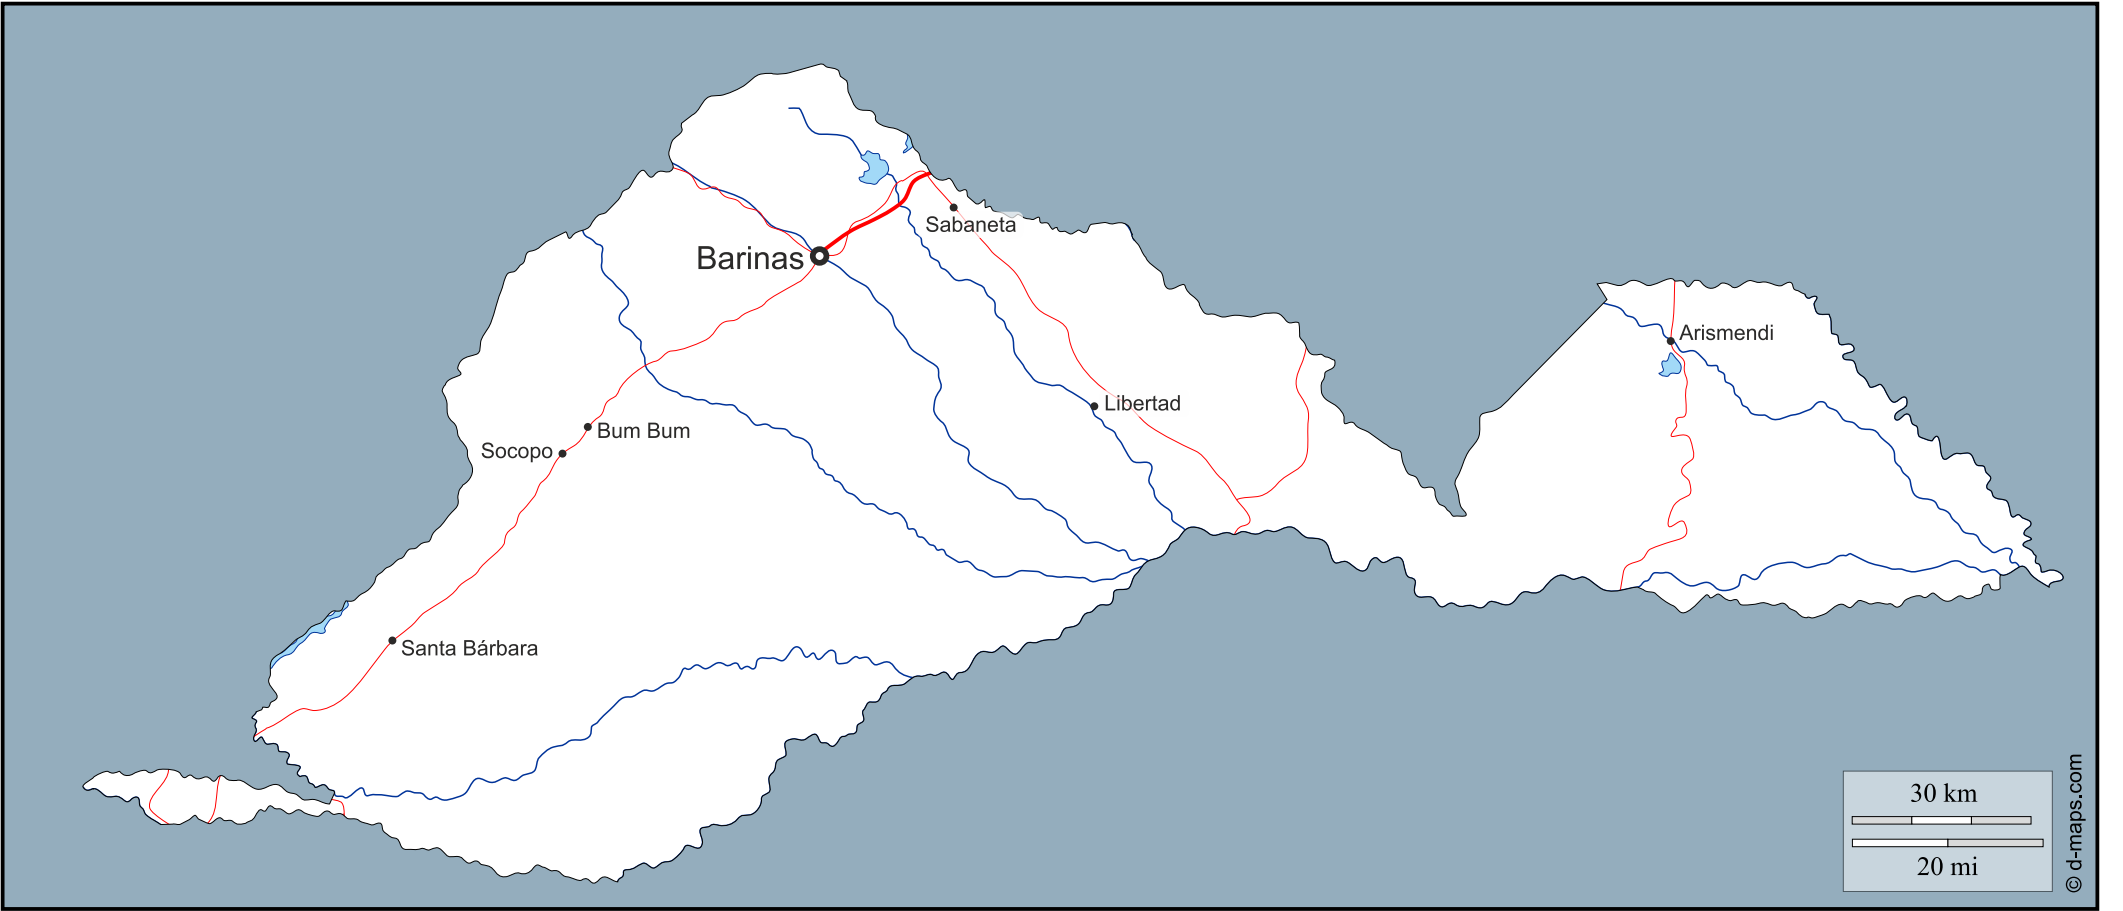 Sabaneta
Barinas
Arismendi
Libertad
Bum Bum
Socopo
Santa Bárbara
30 km
20 mi
© d-maps.com